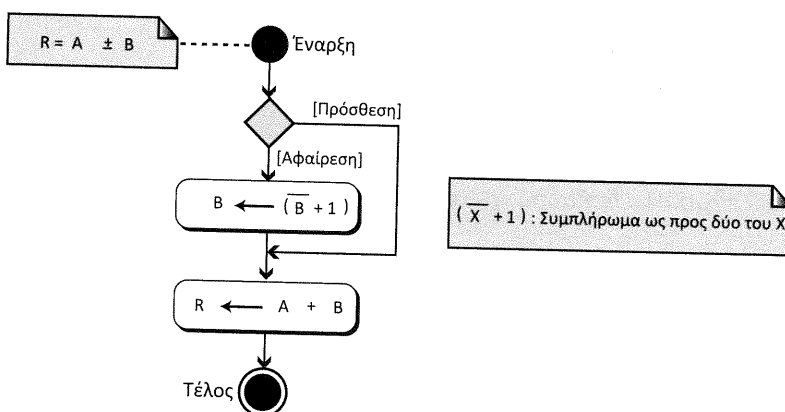 R = A ± B
Έναρξη
[Πρόσθεση]
[Αφαίρεση]
B ← (B̅ + 1)
(X̅ + 1) : Συμπλήρωμα ως προς δύο του X
R ← A + B
Τέλος